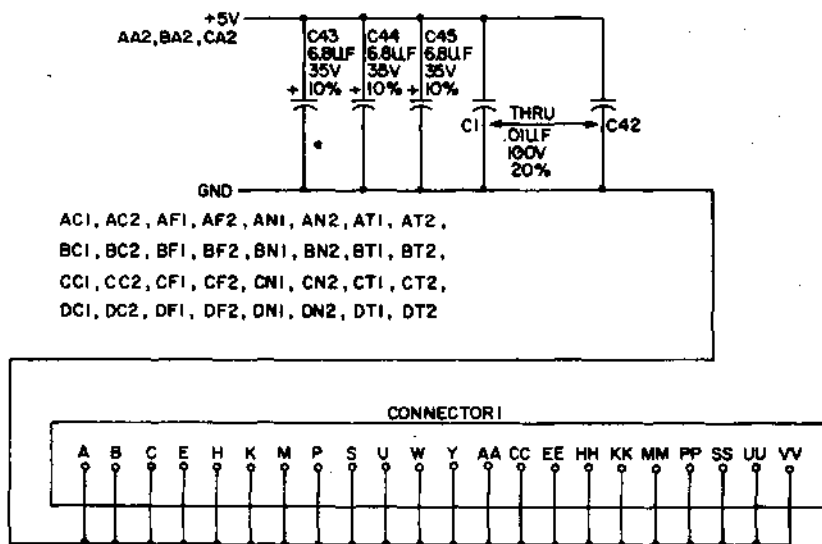 +5V
AA2, BA2, CA2
C43
6.8UF
35V
+ 10%
C44
6.8UF
35V
+ 10%
C45
6.8UF
35V
+ 10%
C1
THRU
.01UF
100V
20%
C42
GND
AC1, AC2, AF1, AF2, AN1, AN2, AT1, AT2,
BC1, BC2, BF1, BF2, BN1, BN2, BT1, BT2,
CC1, CC2, CF1, CF2, CN1, CN2, CT1, CT2,
DC1, DC2, DF1, DF2, DN1, DN2, DT1, DT2
CONNECTOR 1
A B C E H K M P S U W Y AA CC EE HH KK MM PP SS UU VV